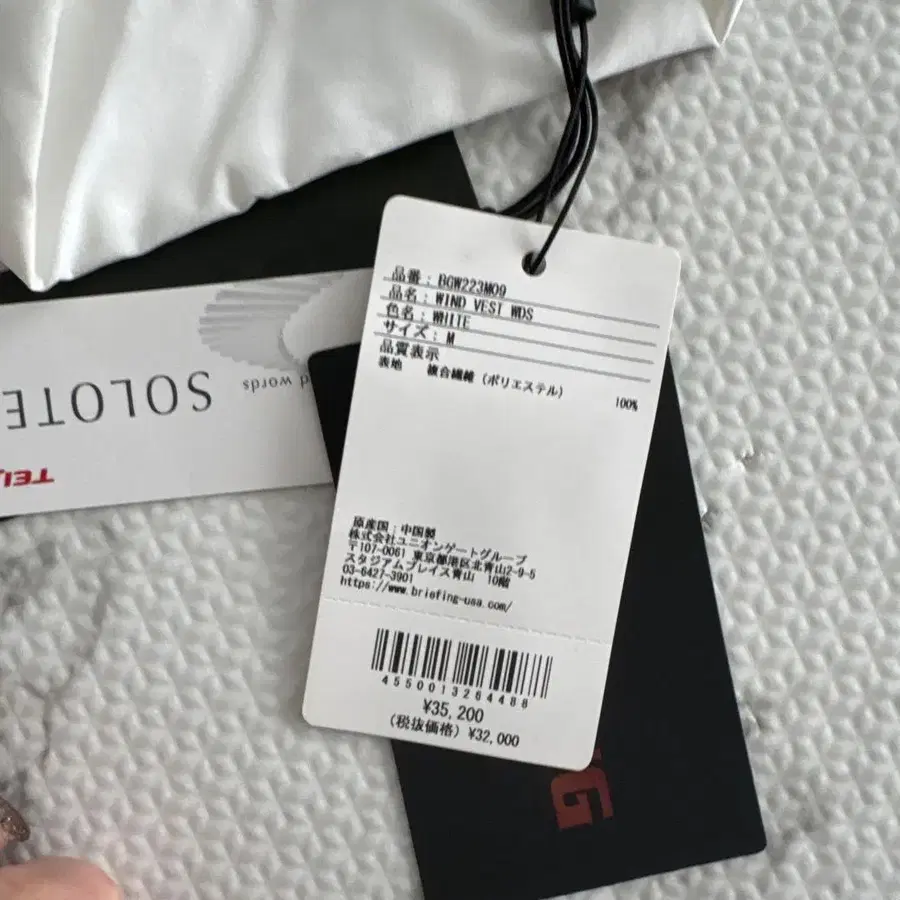 品番: BGW223M09
品名: WIND VEST WDS
色名: WHITE
サイズ: M
品質表示
表地 複合繊維(ポリエステル) 100%
原産国: 中国製
株式会社ユニオンゲートグループ
〒107-0061 東京都港区北青山2-9-5
スタジアムプレイス青山 10階
03-6427-3901
https://www.briefing-usa.com/
4550013264488
¥35,200
(税抜価格) ¥32,000
words
SOLOTE
TEIJ
G